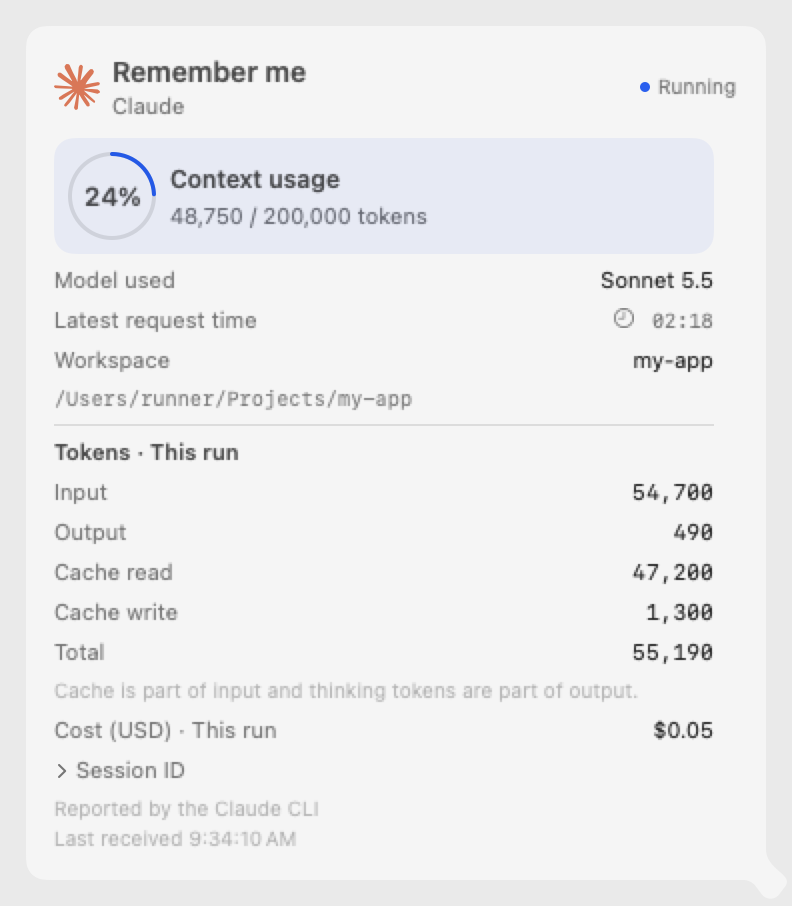 Remember me
Claude
Running
24%
Context usage
48,750 / 200,000 tokens
Model used Sonnet 5.5
Latest request time 02:18
Workspace my-app
/Users/runner/Projects/my-app
Tokens · This run
Input 54,700
Output 490
Cache read 47,200
Cache write 1,300
Total 55,190
Cache is part of input and thinking tokens are part of output.
Cost (USD) · This run $0.05
Session ID
Reported by the Claude CLI
Last received 9:34:10 AM